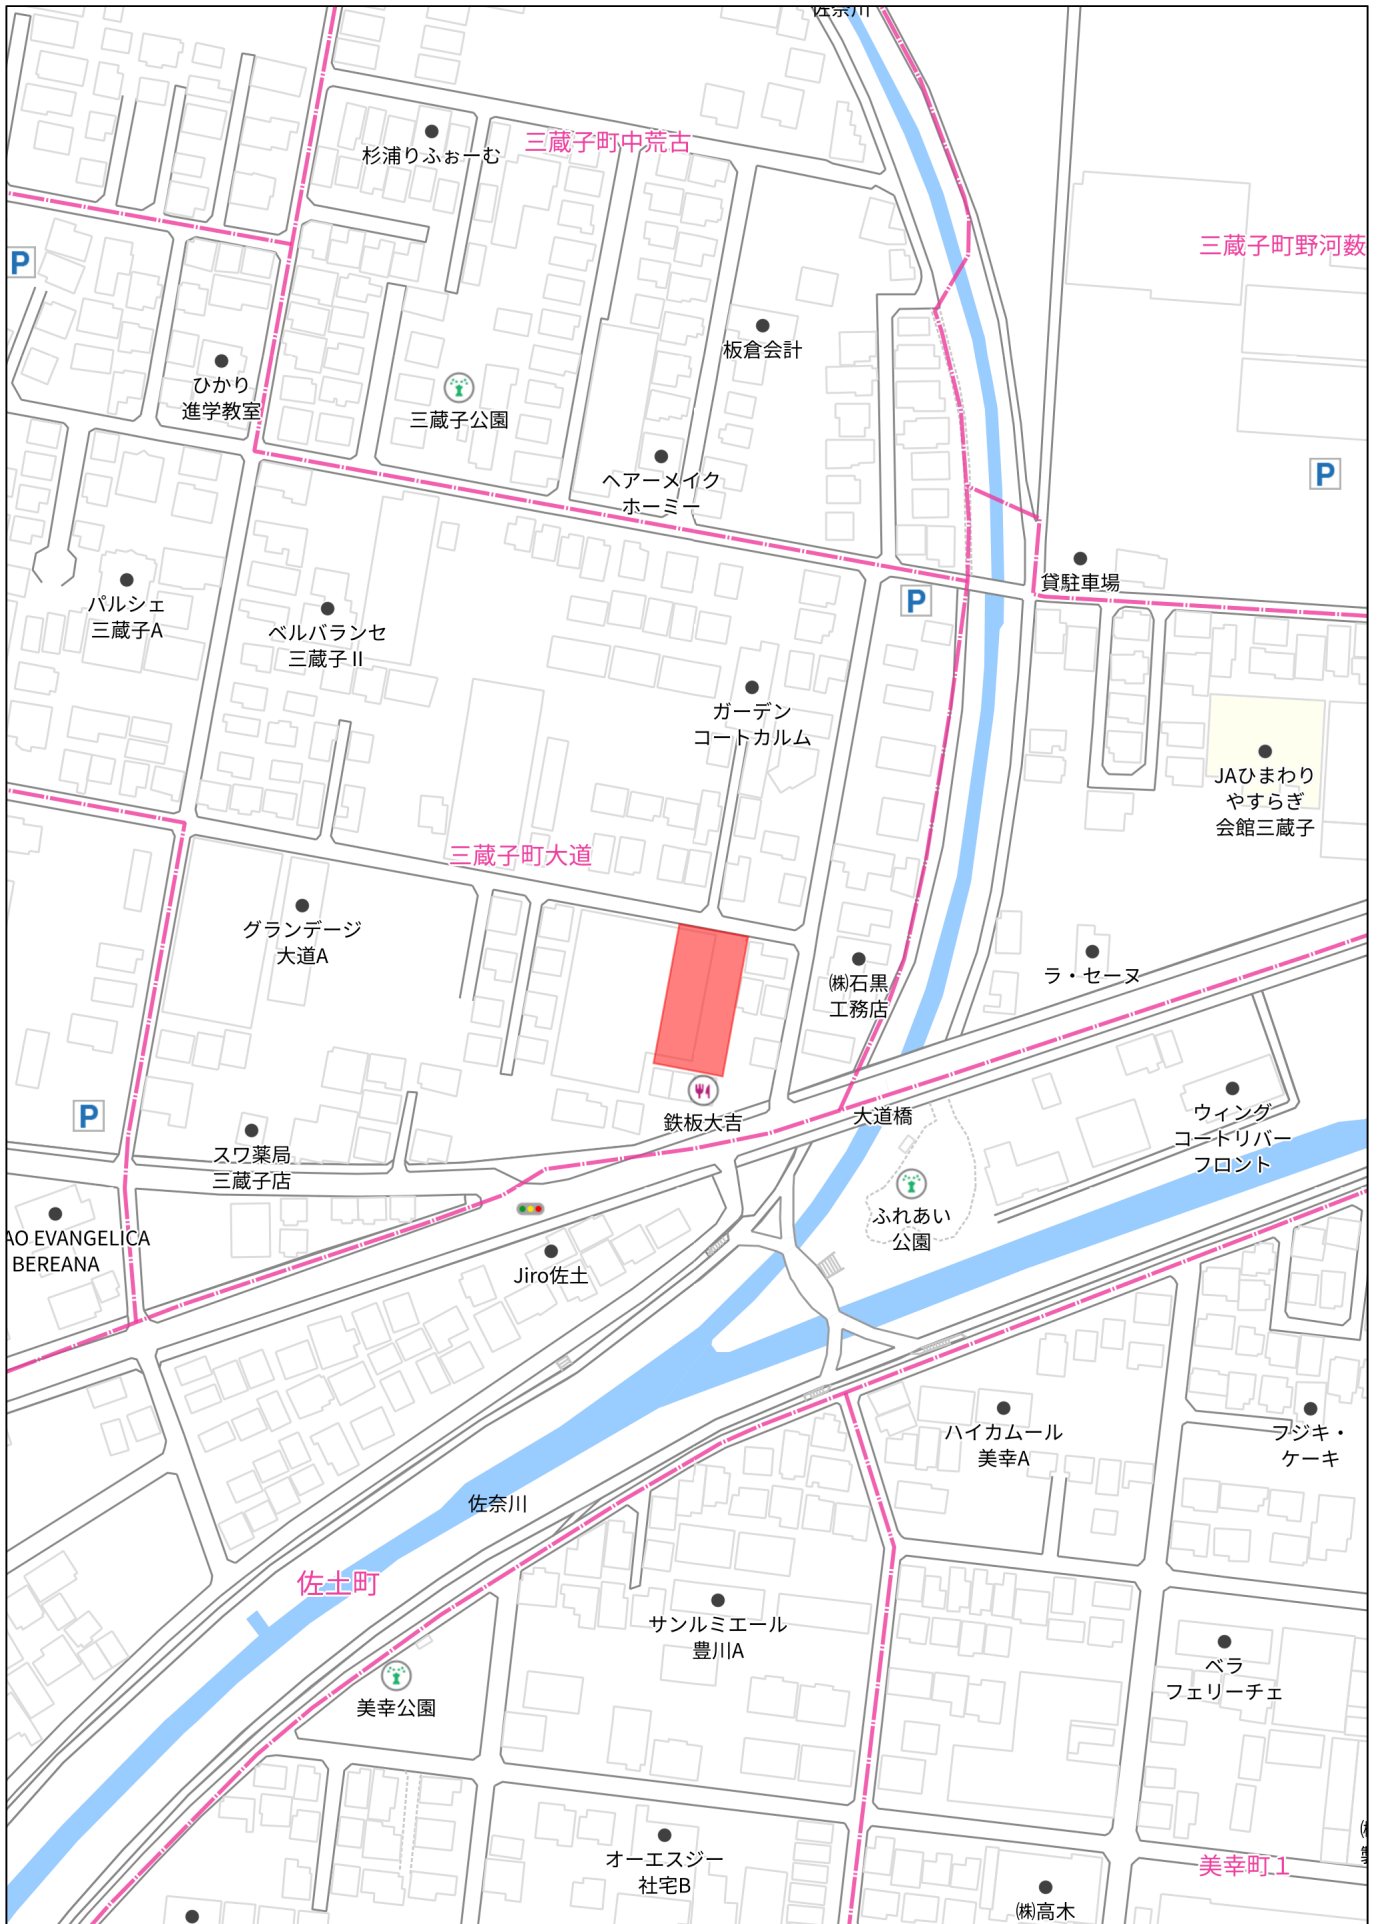 佐奈川
杉浦りふぉーむ
三蔵子町中荒古
三蔵子町野河薮
P
板倉会計
ひかり
進学教室
三蔵子公園
ヘアーメイク
ホーミー
P
パルシェ
三蔵子A
ベルバランセ
三蔵子Ⅱ
P
貸駐車場
ガーデン
コートカルム
JAひまわり
やすらぎ
会館三蔵子
三蔵子町大道
グランデージ
大道A
㈱石黒
工務店
ラ・セーヌ
P
鉄板大吉
大道橋
ウィング
コートリバー
フロント
スワ薬局
三蔵子店
ふれあい
公園
AO EVANGELICA
BEREANA
Jiro佐土
ハイカムール
美幸A
フジキ・
ケーキ
佐奈川
佐土町
サンルミエール
豊川A
ベラ
フェリーチェ
美幸公園
オーエスジー
社宅B
美幸町１
㈱高木